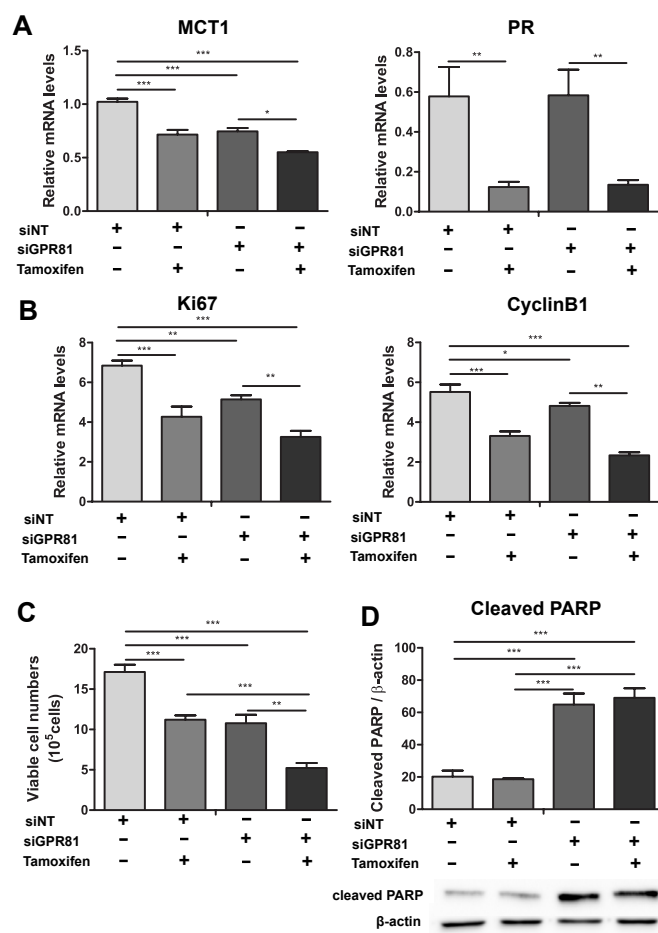 A
MCT1
PR
Relative mRNA levels
1.5
1.0
0.5
0.0
***
***
***
*
Relative mRNA levels
0.8
0.6
0.4
0.2
0.0
**
**
siNT + + – –
siGPR81 – – + +
Tamoxifen – + – +
siNT + + – –
siGPR81 – – + +
Tamoxifen – + – +
B
Ki67
CyclinB1
Relative mRNA levels
8
6
4
2
0
***
**
***
**
Relative mRNA levels
8
6
4
2
0
***
*
***
**
siNT + + – –
siGPR81 – – + +
Tamoxifen – + – +
siNT + + – –
siGPR81 – – + +
Tamoxifen – + – +
C
Viable cell numbers
(10⁵cells)
20
15
10
5
0
***
***
***
***
**
siNT + + – –
siGPR81 – – + +
Tamoxifen – + – +
D
Cleaved PARP
Cleaved PARP / β-actin
100
80
60
40
20
0
***
***
***
***
siNT + + – –
siGPR81 – – + +
Tamoxifen – + – +
cleaved PARP
β-actin